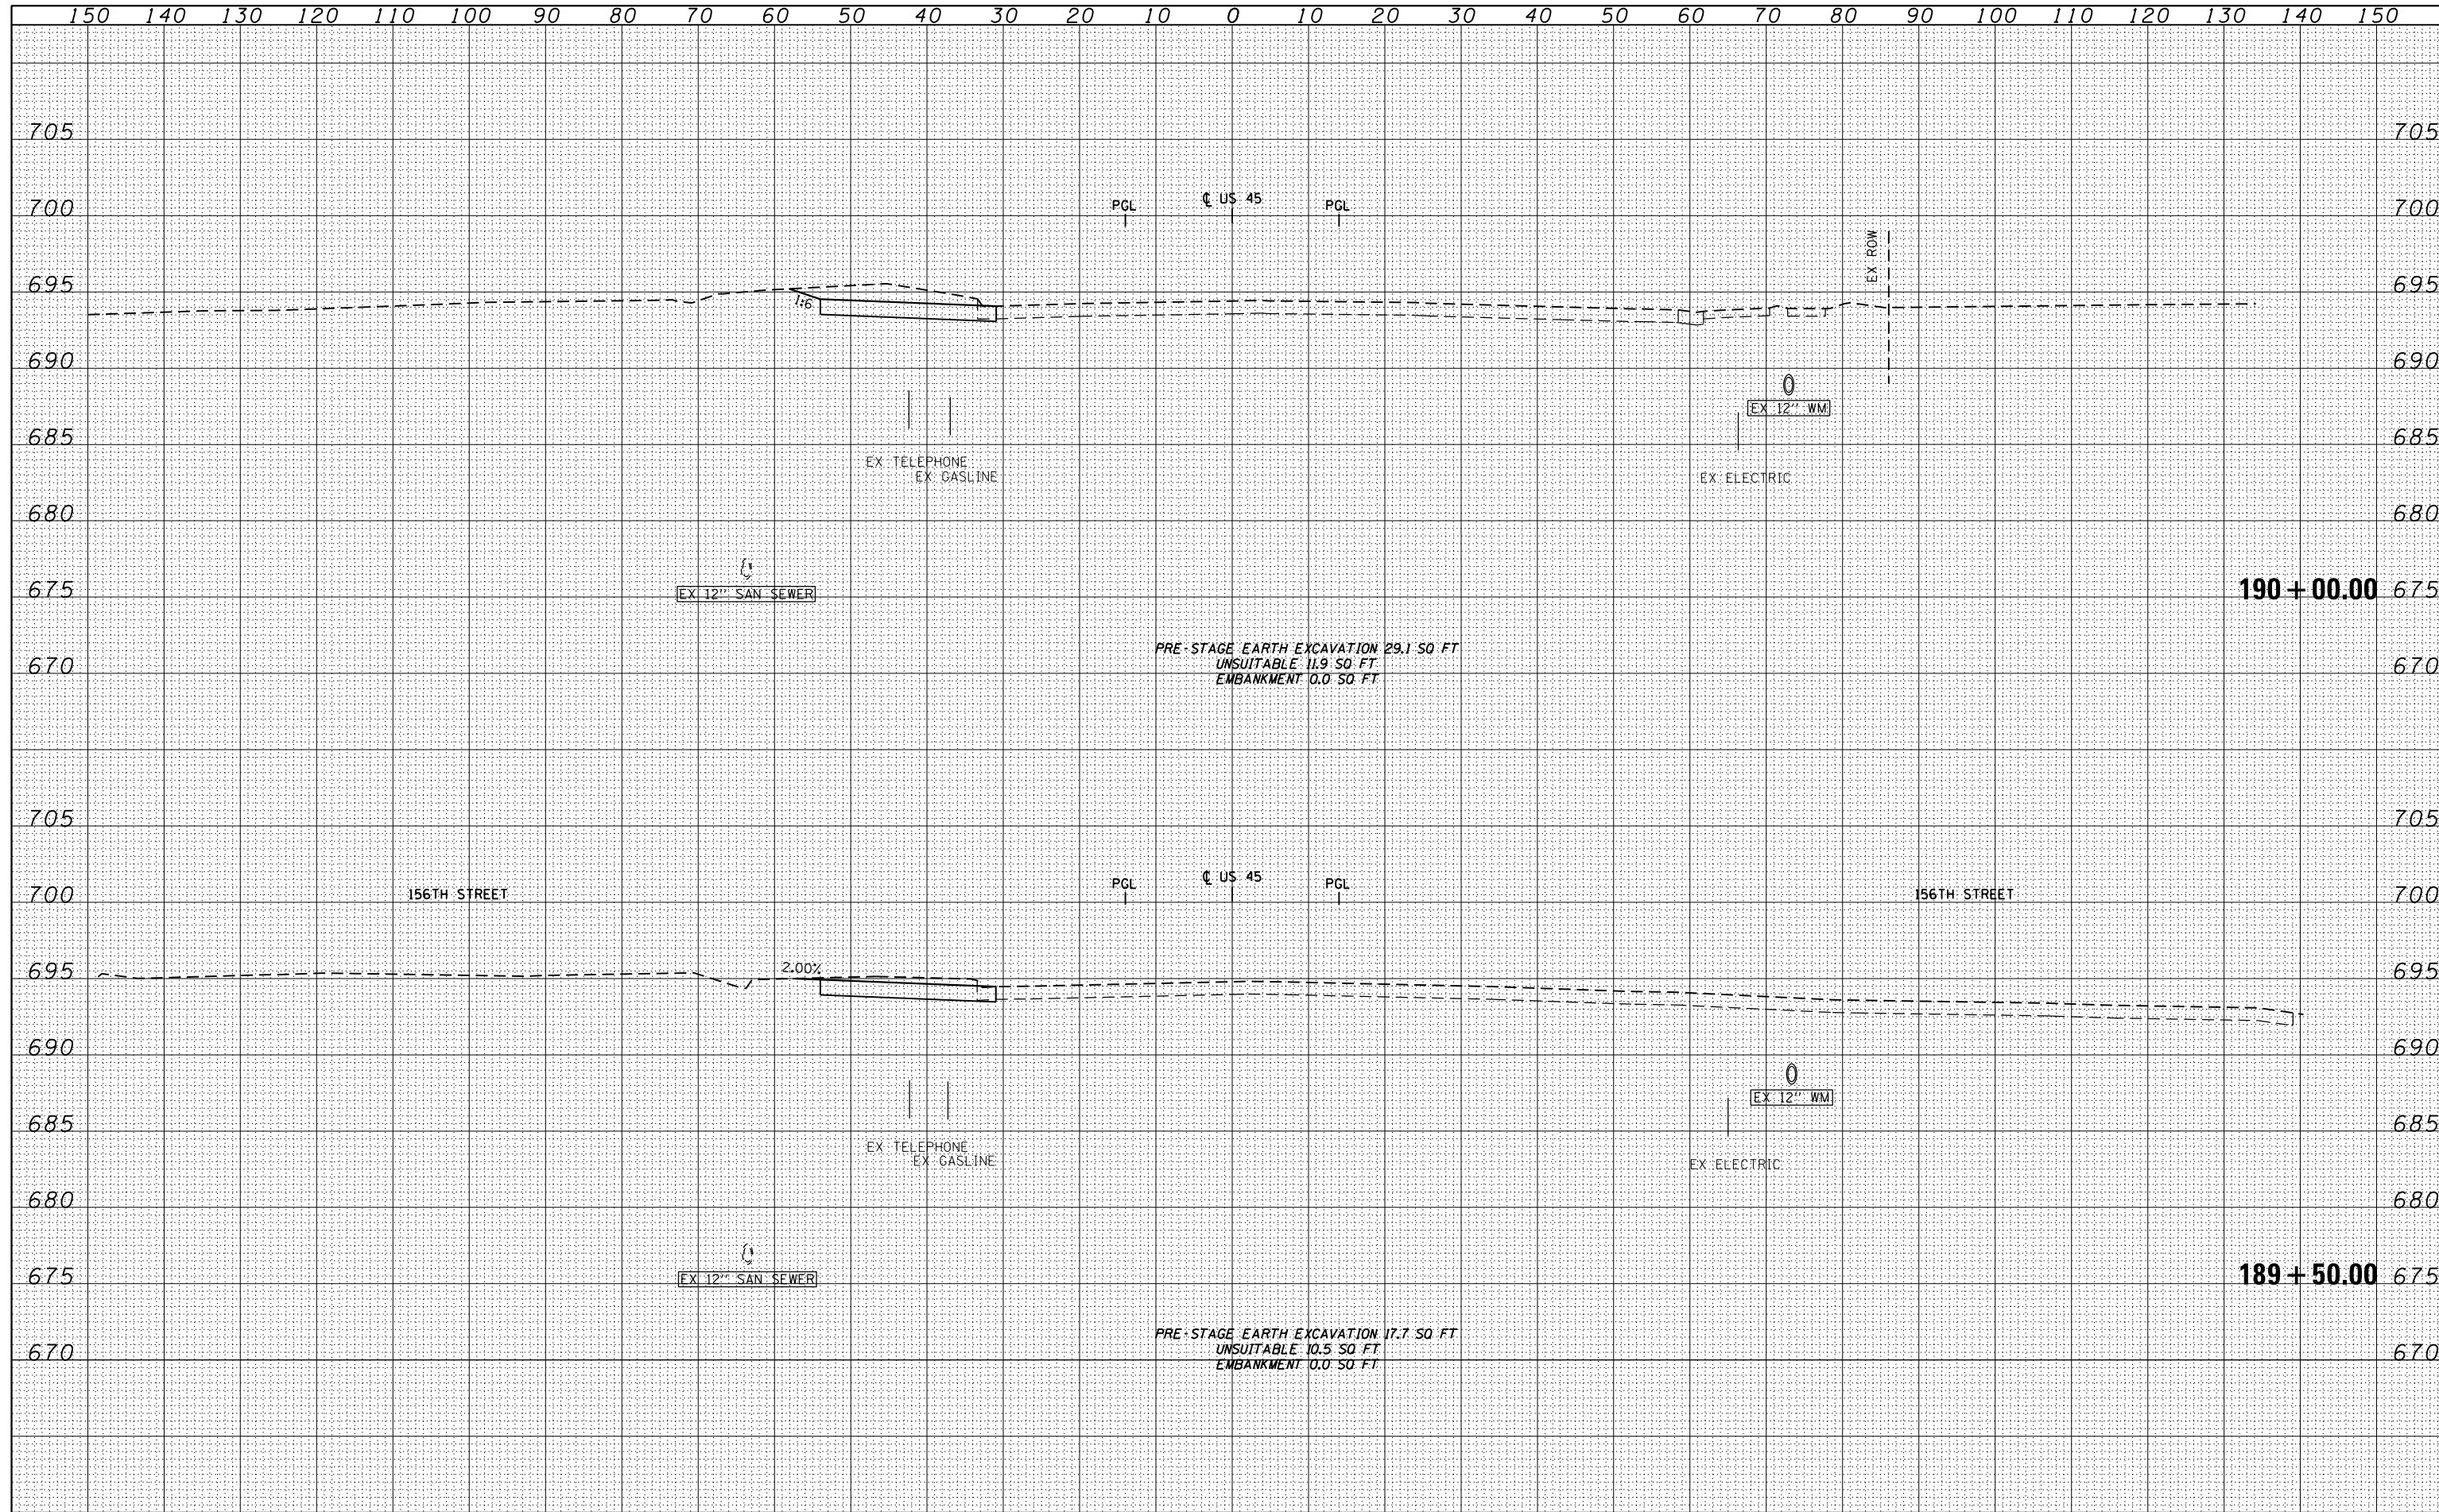 150 140 130 120 110 100 90 80 70 60 50 40 30 20 10 0 10 20 30 40 50 60 70 80 90 100 110 120 130 140 150
705 705
700 PGL ℄ US 45 PGL 700
EX ROW
695 695
1:6
690 690
EX 12'' WM
685 685
EX TELEPHONE
EX GASLINE EX ELECTRIC
680 680
675 EX 12'' SAN SEWER 190+00.00 675
PRE-STAGE EARTH EXCAVATION 29.1 SQ FT
670 UNSUITABLE 11.9 SQ FT 670
EMBANKMENT 0.0 SQ FT
705 705
PGL ℄ US 45 PGL
700 156TH STREET 156TH STREET 700
695 2.00% 695
690 690
EX 12'' WM
685 685
EX TELEPHONE
EX GASLINE EX ELECTRIC
680 680
675 EX 12'' SAN SEWER 189+50.00 675
PRE-STAGE EARTH EXCAVATION 17.7 SQ FT
670 UNSUITABLE 10.5 SQ FT 670
EMBANKMENT 0.0 SQ FT